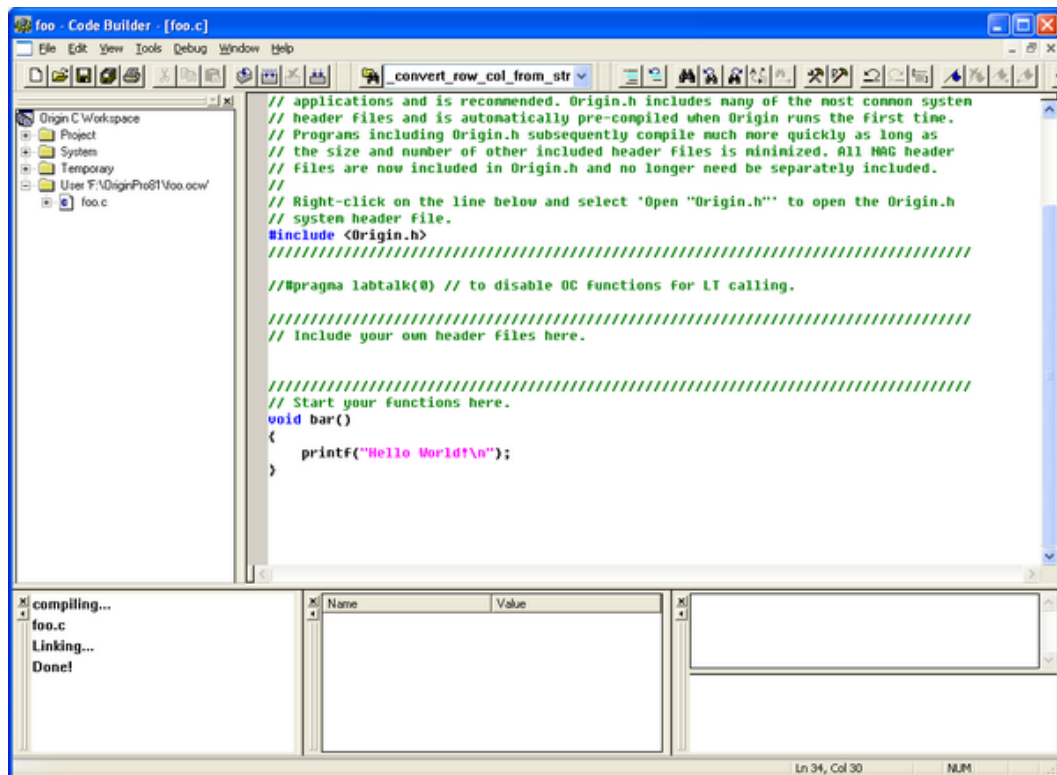 foo - Code Builder - [foo.c]
File Edit View Tools Debug Window Help
_convert_row_col_from_str
Origin C Workspace
Project
System
Temporary
User 'F:\OriginPro81\foo.ocw'
foo.c
// applications and is recommended. Origin.h includes many of the most common system
// header files and is automatically pre-compiled when Origin runs the first time.
// Programs including Origin.h subsequently compile much more quickly as long as
// the size and number of other included header files is minimized. All NAG header
// files are now included in Origin.h and no longer need be separately included.
//
// Right-click on the line below and select 'Open "Origin.h"' to open the Origin.h
// system header file.
#include <Origin.h>
////////////////////////////////////////////////////////////////////////////////////
//#pragma labtalk(0) // to disable OC functions for LT calling.
////////////////////////////////////////////////////////////////////////////////////
// Include your own header files here.
////////////////////////////////////////////////////////////////////////////////////
// Start your functions here.
void bar()
{
printf("Hello World!\n");
}
compiling...
foo.c
Linking...
Done!
Name Value
Ln 34, Col 30 NUM